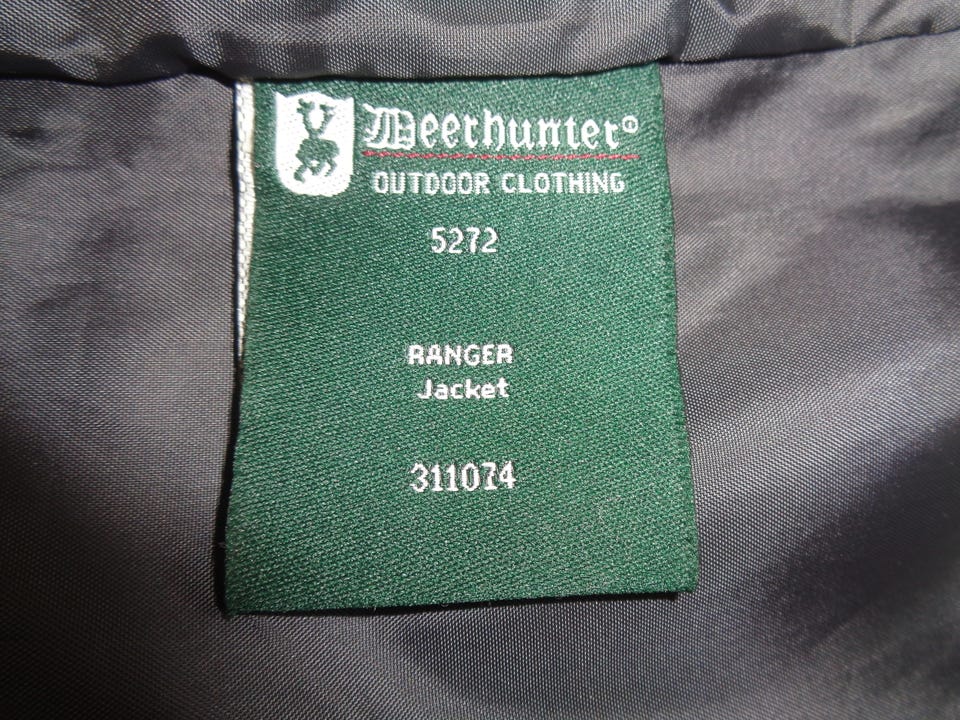 Deerhunter®
OUTDOOR CLOTHING
5272
RANGER
Jacket
311074